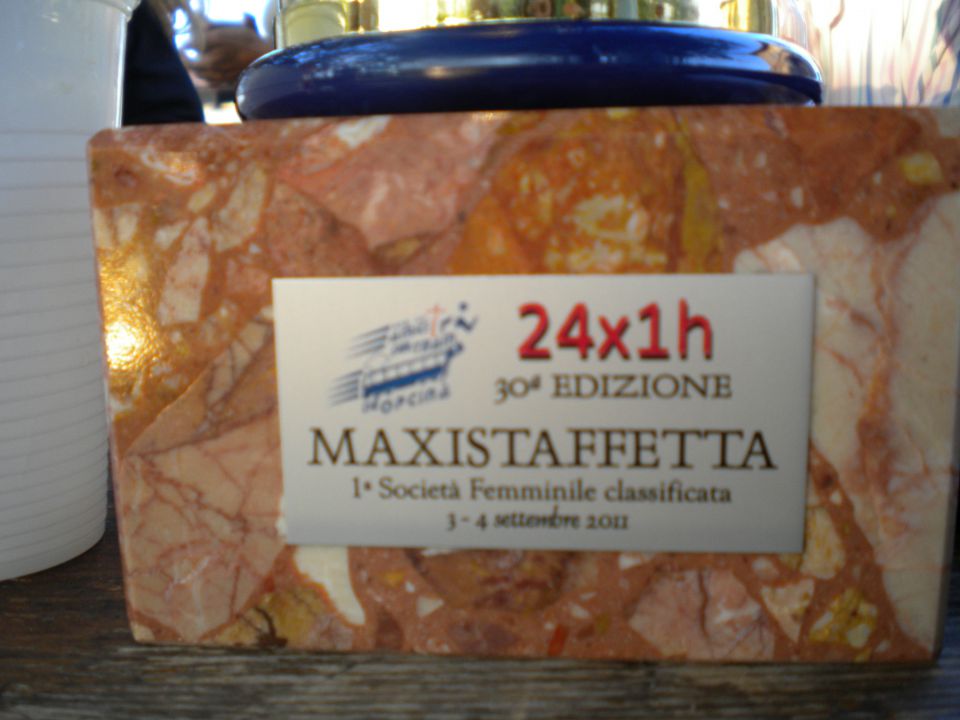 24x1h
30ª EDIZIONE
MAXISTAFFETTA
1ª Società Femminile classificata
3 - 4 settembre 2011